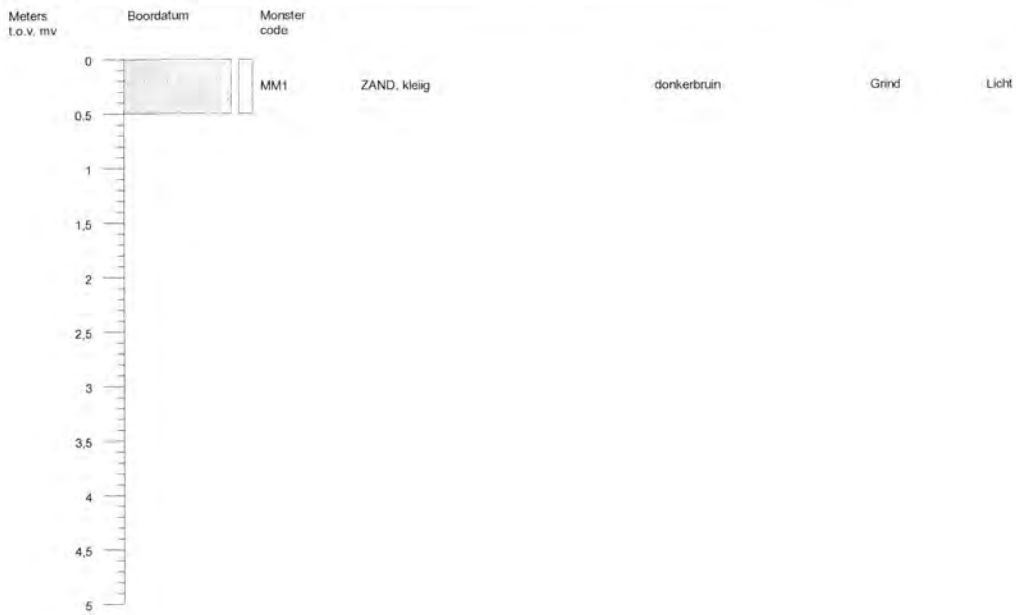 Meters
t.o.v. mv
Boordatum
Monster
code
0
MM1 ZAND, kleiig donkerbruin Grind Licht
0.5
1
1,5
2
2,5
3
3,5
4
4,5
5